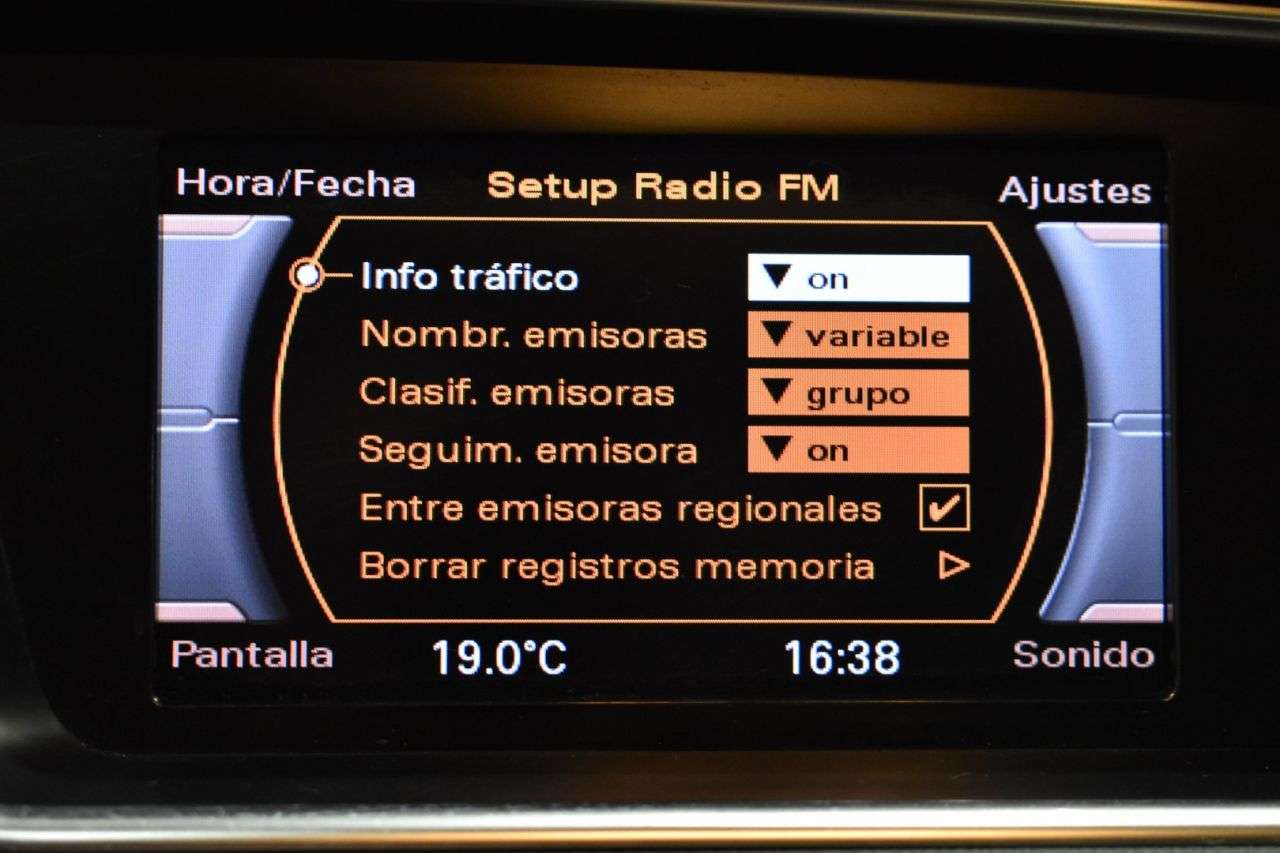 Hora/Fecha Setup Radio FM Ajustes
Info tráfico on
Nombr. emisoras variable
Clasif. emisoras grupo
Seguim. emisora on
Entre emisoras regionales
Borrar registros memoria
Pantalla 19.0°C 16:38 Sonido